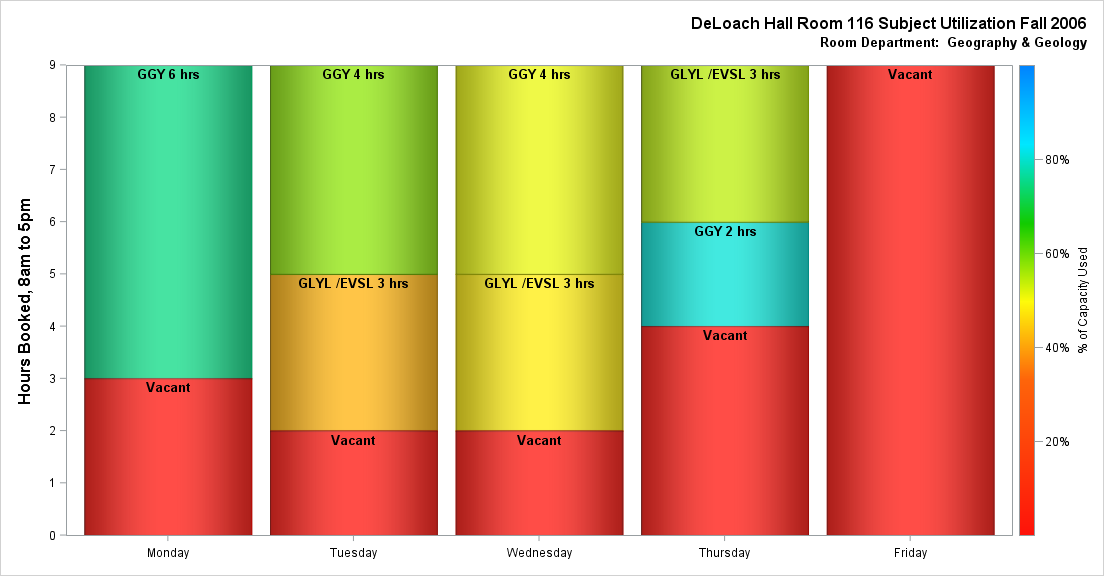 DeLoach Hall Room 116 Subject Utilization Fall 2006
Room Department: Geography & Geology
Hours Booked, 8am to 5pm
9
8
7
6
5
4
3
2
1
0
GGY 6 hrs
Vacant
GGY 4 hrs
GLYL /EVSL 3 hrs
Vacant
GGY 4 hrs
GLYL /EVSL 3 hrs
Vacant
GLYL /EVSL 3 hrs
GGY 2 hrs
Vacant
Vacant
Monday
Tuesday
Wednesday
Thursday
Friday
80%
60%
40%
20%
% of Capacity Used